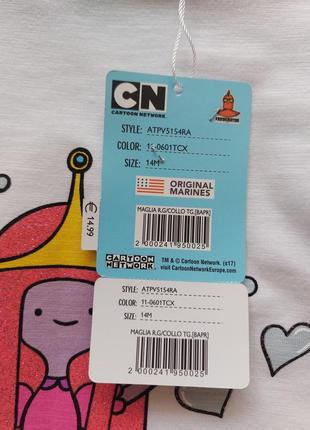 CN
CARTOON NETWORK
STYLE: ATPV5154RA
COLOR: 11-0601TCX
SIZE: 14M
ORIGINAL
MARINES
€ 14.99
MAGLIA R.G/COLLO TG.[BAPR]
2 000241 950025
CARTOON
NETWORK
TM & © Cartoon Network. (s17)
visit CartoonNetworkEurope.com
STYLE: ATPV5154RA
COLOR: 11-0601TCX
SIZE: 14M
MAGLIA R.G/COLLO TG.[BAPR]
2 000241 950025